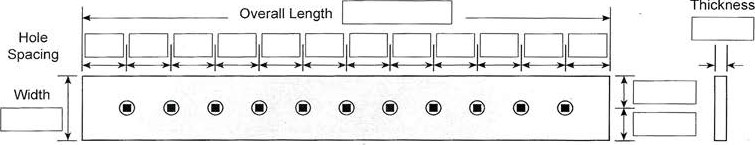 Overall Length
Thickness
Hole
Spacing
Width